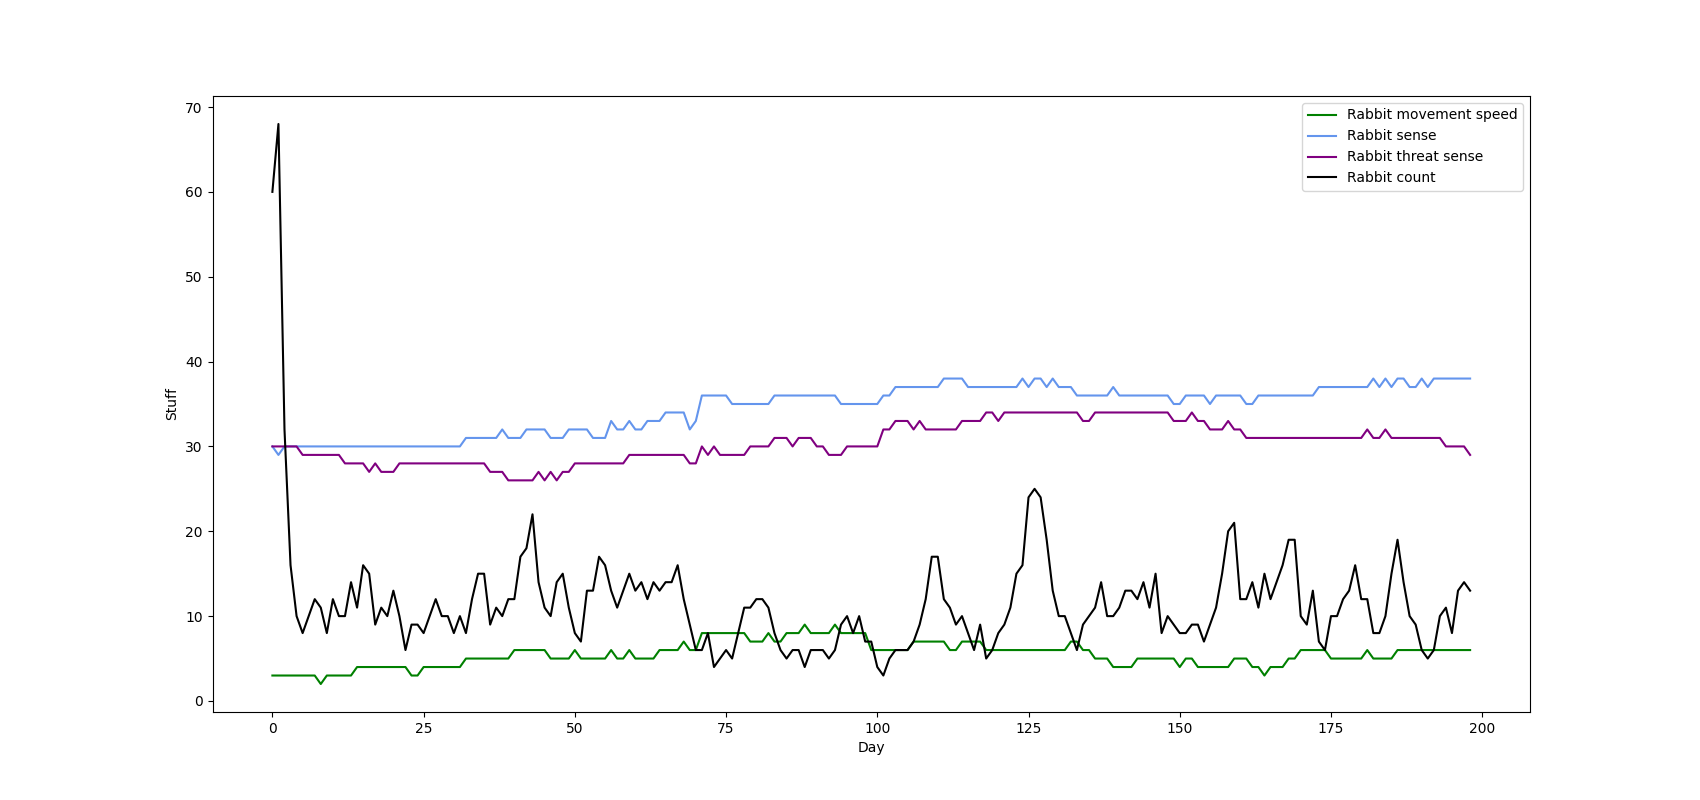 70
60
50
40
30
20
10
0
Stuff
0 25 50 75 100 125 150 175 200
Day
Rabbit movement speed
Rabbit sense
Rabbit threat sense
Rabbit count